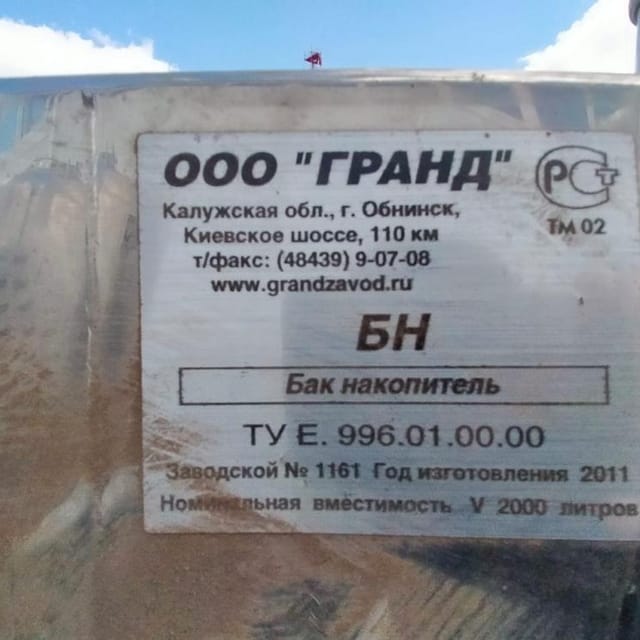 ООО "ГРАНД"
РСТ
ТМ 02
Калужская обл., г. Обнинск,
Киевское шоссе, 110 км
т/факс: (48439) 9-07-08
www.grandzavod.ru
БН
Бак накопитель
ТУ Е. 996.01.00.00
Заводской № 1161 Год изготовления 2011
Номинальная вместимость V 2000 литров